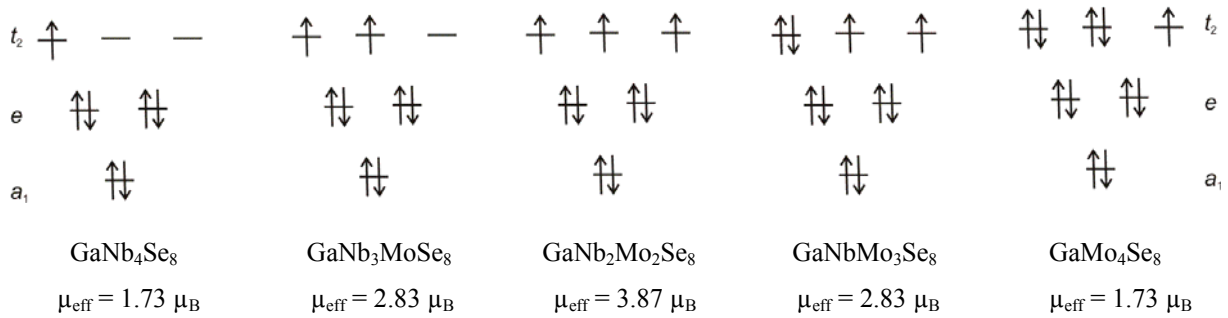 t₂ t₂
e e
a₁ a₁
GaNb₄Se₈ GaNb₃MoSe₈ GaNb₂Mo₂Se₈ GaNbMo₃Se₈ GaMo₄Se₈
μeff = 1.73 μB μeff = 2.83 μB μeff = 3.87 μB μeff = 2.83 μB μeff = 1.73 μB